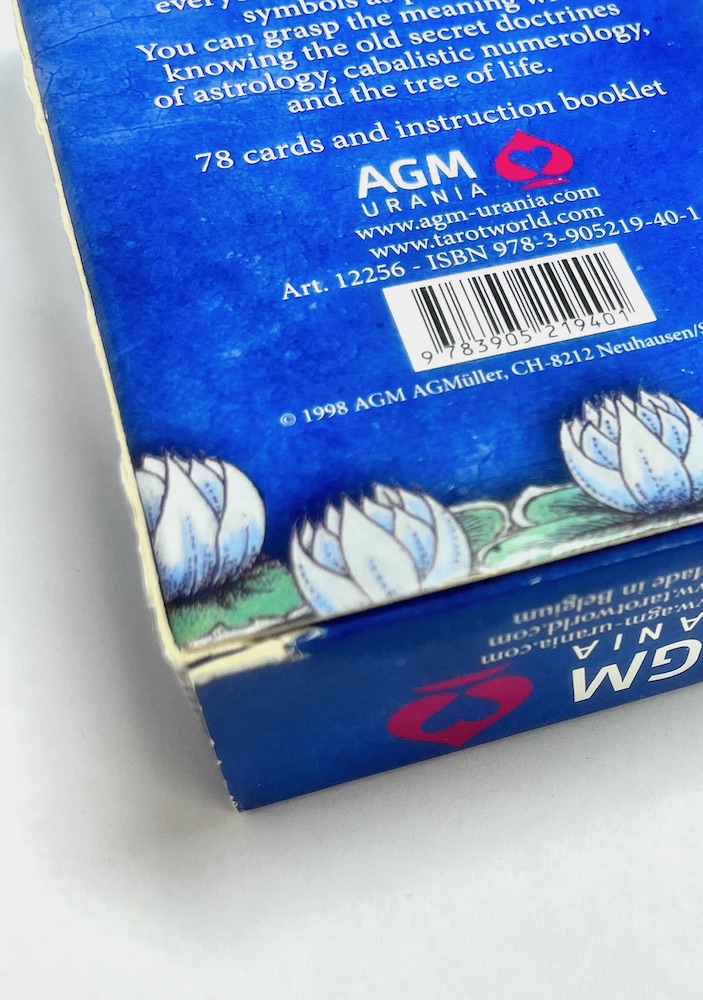 symbols as
You can grasp the meaning
knowing the old secret doctrines
of astrology, cabalistic numerology,
and the tree of life.
78 cards and instruction booklet
AGM
URANIA
www.agm-urania.com
www.tarotworld.com
Art. 12256 - ISBN 978-3-905219-40-1
9 783905 219401
© 1998 AGM AGMüller, CH-8212 Neuhausen/S
GM
ANIA
w.agm-urania.com
w.tarotworld.com
ade in Belgium